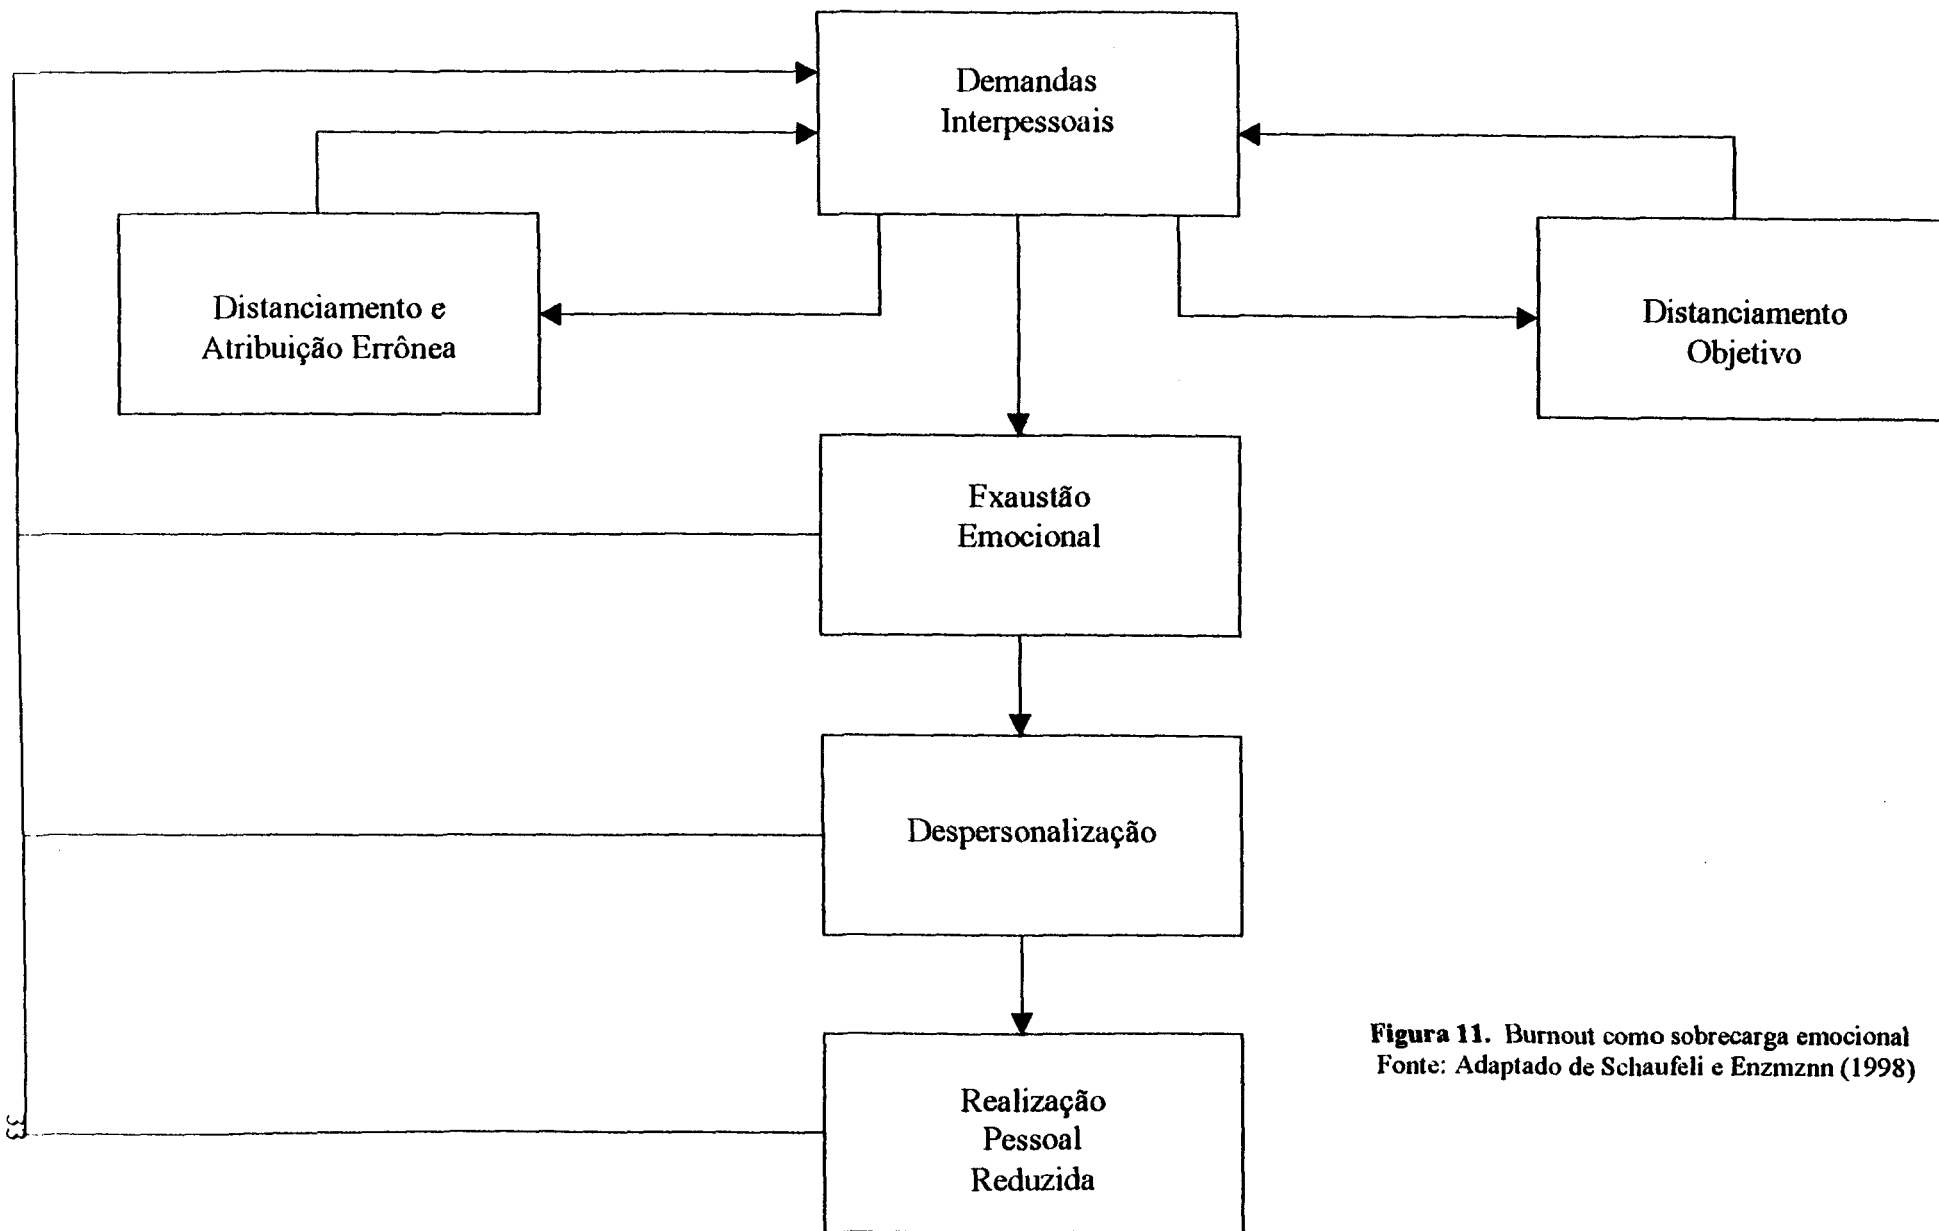 Demandas
Interpessoais
Distanciamento e
Atribuição Errônea
Distanciamento
Objetivo
Fxaustão
Emocional
Despersonalização
Realização
Pessoal
Reduzida
Figura 11. Burnout como sobrecarga emocional
Fonte: Adaptado de Schaufeli e Enzmznn (1998)
33